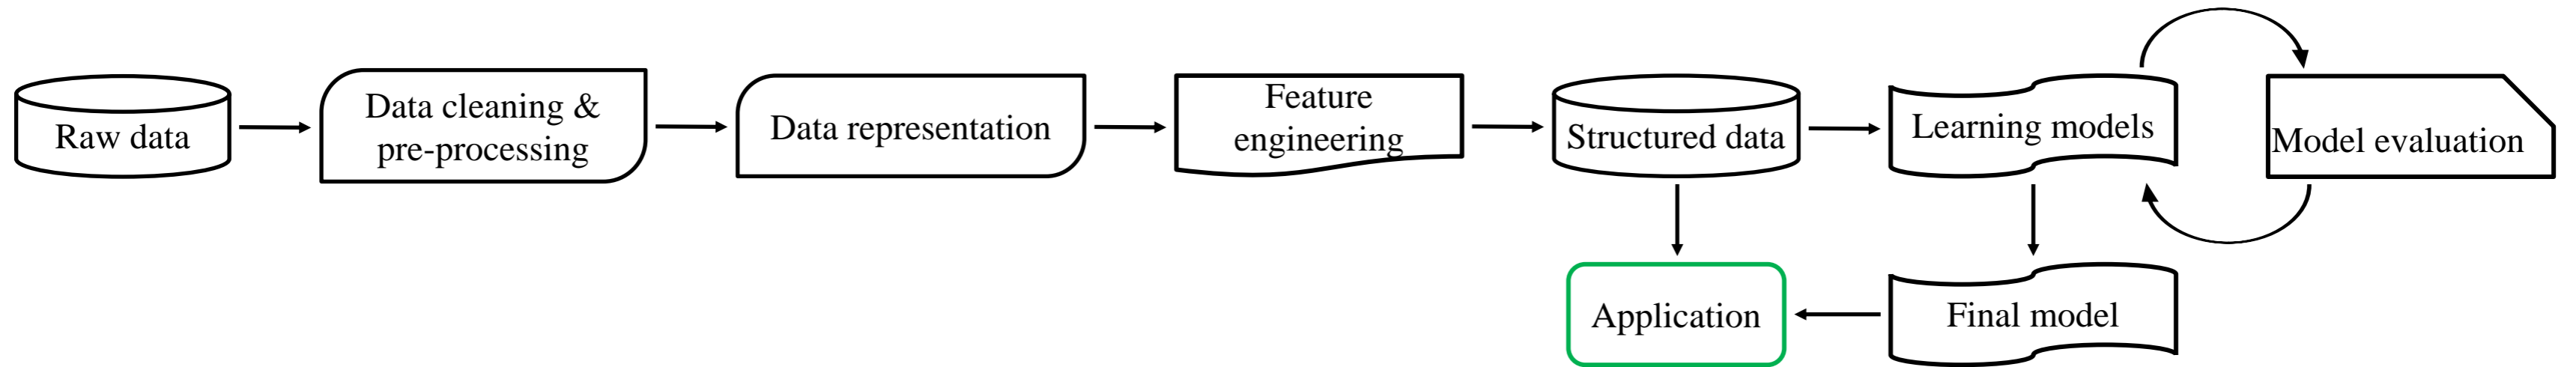 Raw data
Data cleaning &
pre-processing
Data representation
Feature
engineering
Structured data
Learning models
Model evaluation
Application
Final model